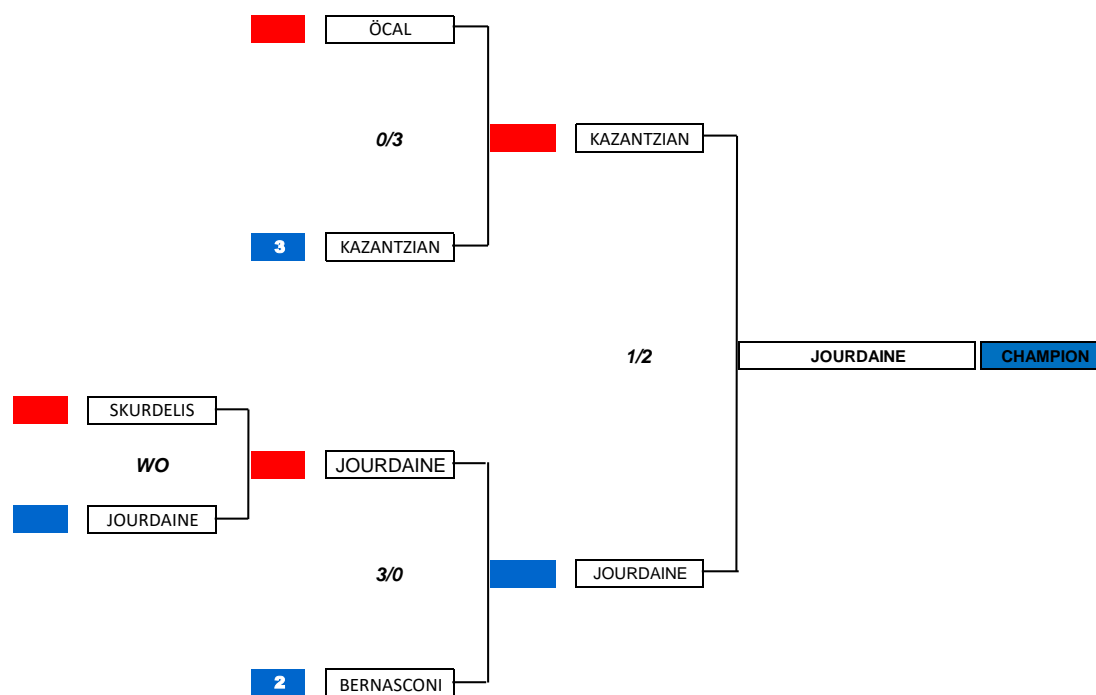 ÖCAL
0/3
KAZANTZIAN
3 KAZANTZIAN
1/2
JOURDAINE CHAMPION
SKURDELIS
WO
JOURDAINE
JOURDAINE
3/0
JOURDAINE
2 BERNASCONI